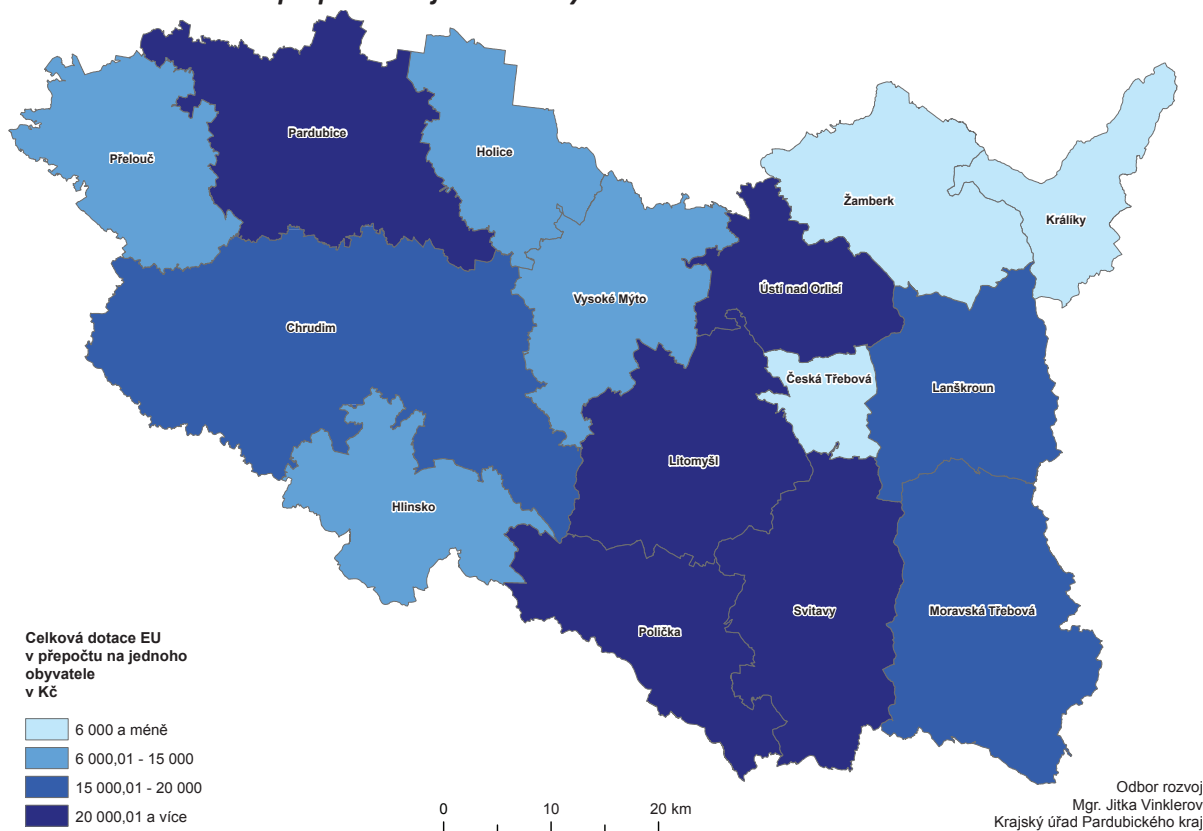 Pardubice
Holice
Přelouč
Žamberk
Králíky
Ústí nad Orlicí
Vysoké Mýto
Chrudim
Česká Třebová
Lanškroun
Litomyšl
Hlinsko
Svitavy
Moravská Třebová
Polička
Celková dotace EU
v přepočtu na jednoho
obyvatele
v Kč
6 000 a méně
6 000,01 - 15 000
15 000,01 - 20 000
20 000,01 a více
0 10 20 km
Odbor rozvoj
Mgr. Jitka Vinklerov
Krajský úřad Pardubického kraj